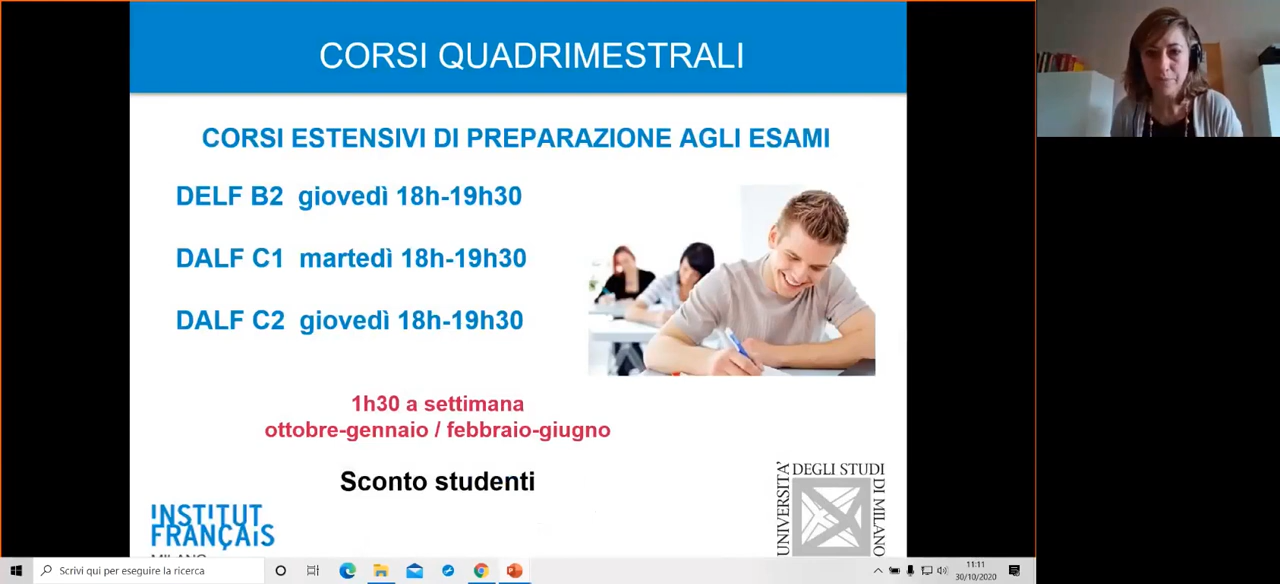 CORSI QUADRIMESTRALI
CORSI ESTENSIVI DI PREPARAZIONE AGLI ESAMI
DELF B2 giovedì 18h-19h30
DALF C1 martedì 18h-19h30
DALF C2 giovedì 18h-19h30
1h30 a settimana
ottobre-gennaio / febbraio-giugno
Sconto studenti
INSTITUT
FRANÇAIS
MILANO
UNIVERSITA'
DEGLI STUDI
DI MILANO
Scrivi qui per eseguire la ricerca
11:11
30/10/2020